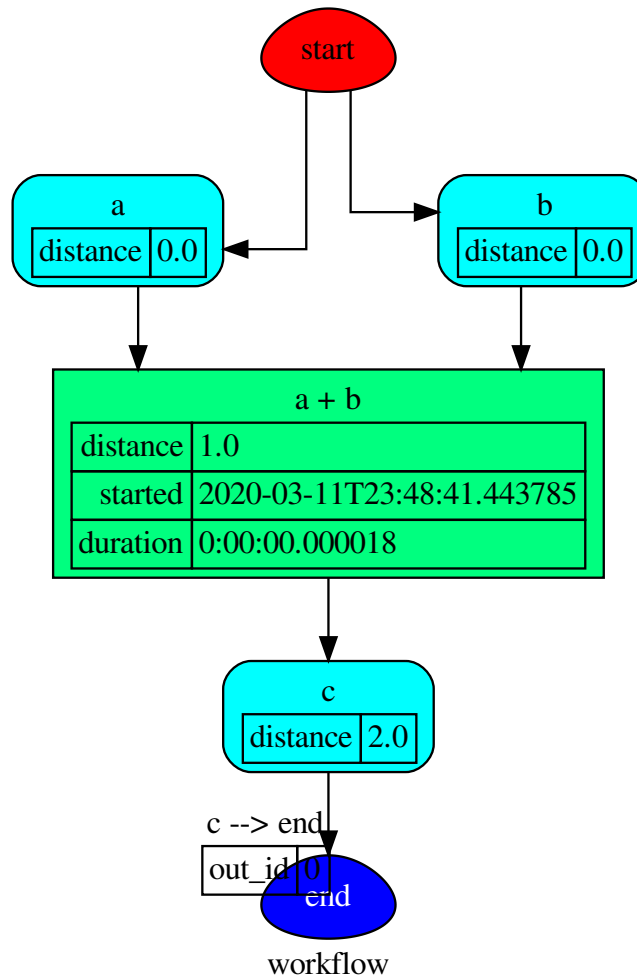 start
a
distance 0.0
b
distance 0.0
a + b
distance 1.0
started 2020-03-11T23:48:41.443785
duration 0:00:00.000018
c
distance 2.0
c --> end
out_id 0
end
workflow